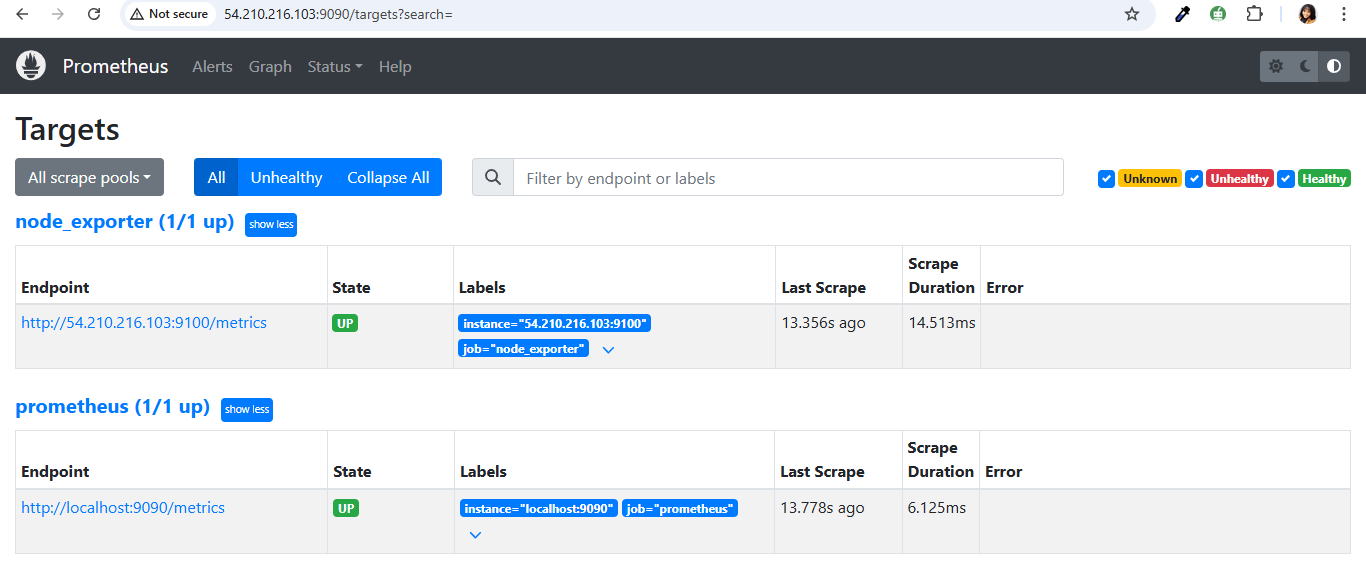 Not secure 54.210.216.103:9090/targets?search=
Prometheus Alerts Graph Status Help
Targets
All scrape pools All Unhealthy Collapse All Filter by endpoint or labels Unknown Unhealthy Healthy
node_exporter (1/1 up) show less
Endpoint State Labels Last Scrape Scrape Duration Error
http://54.210.216.103:9100/metrics UP instance="54.210.216.103:9100" 13.356s ago 14.513ms
job="node_exporter"
prometheus (1/1 up) show less
Endpoint State Labels Last Scrape Scrape Duration Error
http://localhost:9090/metrics UP instance="localhost:9090" job="prometheus" 13.778s ago 6.125ms